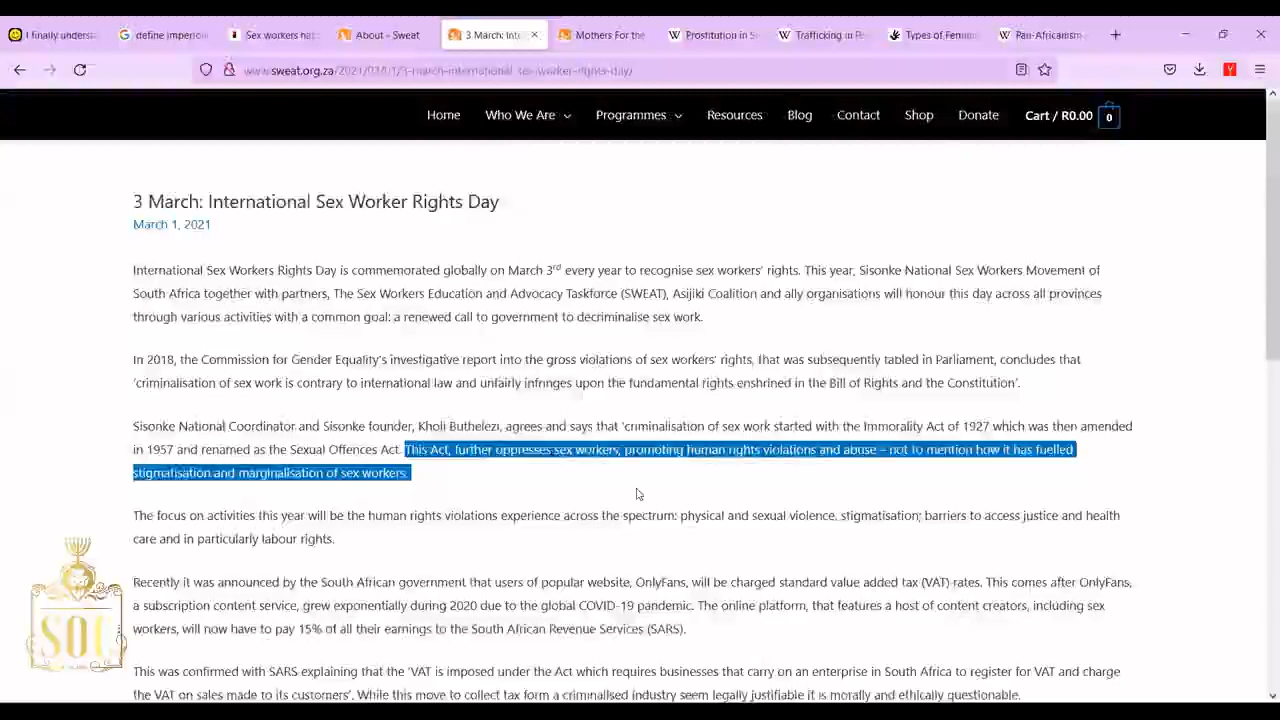 I finally underst
define imperion
Sex workers hat
About – Sweat
3 March: Inte
Mothers For the
Prostitution in S
Trafficking in Pe
Types of Femin
Pan-Africanism
www.sweat.org.za/2021/03/01/3-march-international-sex-worker-rights-day/
Home Who We Are Programmes Resources Blog Contact Shop Donate Cart / R0.00 0
3 March: International Sex Worker Rights Day
March 1, 2021
International Sex Workers Rights Day is commemorated globally on March 3rd every year to recognise sex workers' rights. This year, Sisonke National Sex Workers Movement of
South Africa together with partners, The Sex Workers Education and Advocacy Taskforce (SWEAT), Asijiki Coalition and ally organisations will honour this day across all provinces
through various activities with a common goal: a renewed call to government to decriminalise sex work.
In 2018, the Commission for Gender Equality's investigative report into the gross violations of sex workers' rights, that was subsequently tabled in Parliament, concludes that
'criminalisation of sex work is contrary to international law and unfairly infringes upon the fundamental rights enshrined in the Bill of Rights and the Constitution'.
Sisonke National Coordinator and Sisonke founder, Kholi Buthelezi, agrees and says that 'criminalisation of sex work started with the Immorality Act of 1927 which was then amended
in 1957 and renamed as the Sexual Offences Act. This Act, further oppresses sex workers, promoting human rights violations and abuse – not to mention how it has fuelled
stigmatisation and marginalisation of sex workers.
The focus on activities this year will be the human rights violations experience across the spectrum: physical and sexual violence, stigmatisation; barriers to access justice and health
care and in particularly labour rights.
Recently it was announced by the South African government that users of popular website, OnlyFans, will be charged standard value added tax (VAT) rates. This comes after OnlyFans,
a subscription content service, grew exponentially during 2020 due to the global COVID-19 pandemic. The online platform, that features a host of content creators, including sex
workers, will now have to pay 15% of all their earnings to the South African Revenue Services (SARS).
This was confirmed with SARS explaining that the 'VAT is imposed under the Act which requires businesses that carry on an enterprise in South Africa to register for VAT and charge
the VAT on sales made to its customers'. While this move to collect tax form a criminalised industry seem legally justifiable it is morally and ethically questionable.
SOC